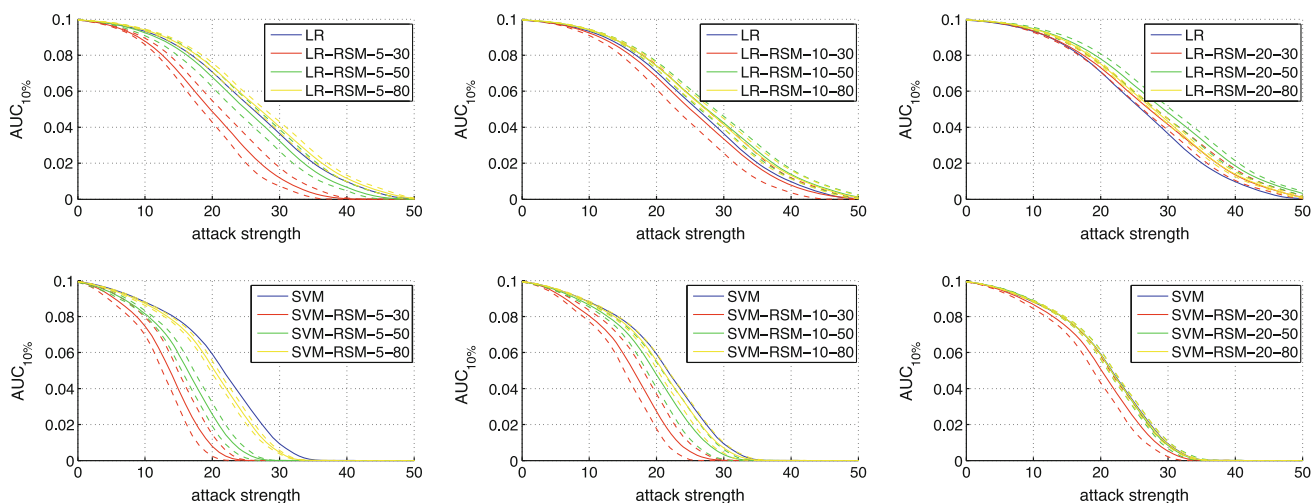 0.1
0.08
0.06
0.04
0.02
0
AUC10%
0 10 20 30 40 50
attack strength
LR
LR-RSM-5-30
LR-RSM-5-50
LR-RSM-5-80
0.1
0.08
0.06
0.04
0.02
0
AUC10%
0 10 20 30 40 50
attack strength
LR
LR-RSM-10-30
LR-RSM-10-50
LR-RSM-10-80
0.1
0.08
0.06
0.04
0.02
0
AUC10%
0 10 20 30 40 50
attack strength
LR
LR-RSM-20-30
LR-RSM-20-50
LR-RSM-20-80
0.1
0.08
0.06
0.04
0.02
0
AUC10%
0 10 20 30 40 50
attack strength
SVM
SVM-RSM-5-30
SVM-RSM-5-50
SVM-RSM-5-80
0.1
0.08
0.06
0.04
0.02
0
AUC10%
0 10 20 30 40 50
attack strength
SVM
SVM-RSM-10-30
SVM-RSM-10-50
SVM-RSM-10-80
0.1
0.08
0.06
0.04
0.02
0
AUC10%
0 10 20 30 40 50
attack strength
SVM
SVM-RSM-20-30
SVM-RSM-20-50
SVM-RSM-20-80